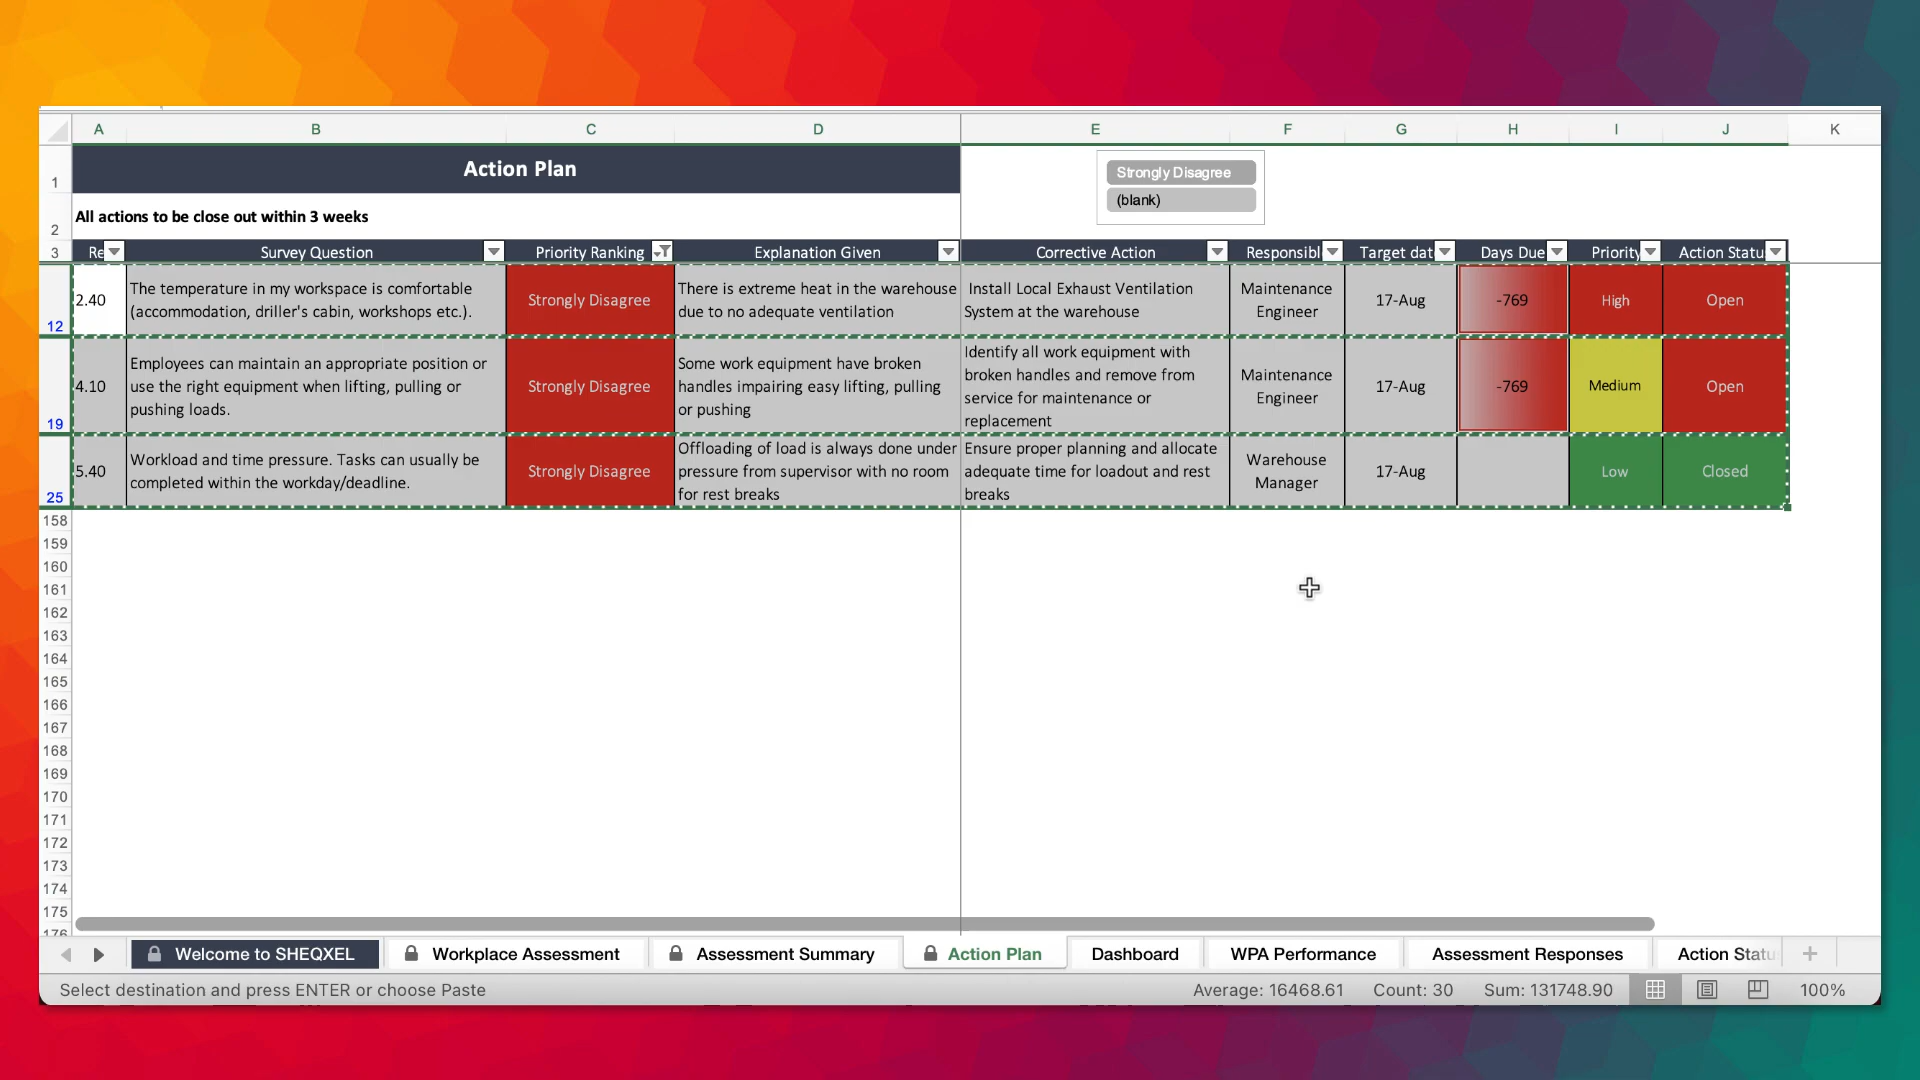 A B C D E F G H I J K
1 Action Plan
Strongly Disagree
(blank)
2 All actions to be close out within 3 weeks
3 Re Survey Question Priority Ranking Explanation Given Corrective Action Responsibl Target dat Days Due Priority Action Statu
12
2.40
The temperature in my workspace is comfortable
(accommodation, driller's cabin, workshops etc.).
Strongly Disagree
There is extreme heat in the warehouse
due to no adequate ventilation
Install Local Exhaust Ventilation
System at the warehouse
Maintenance
Engineer
17-Aug
-769
High
Open
19
4.10
Employees can maintain an appropriate position or
use the right equipment when lifting, pulling or
pushing loads.
Strongly Disagree
Some work equipment have broken
handles impairing easy lifting, pulling
or pushing
Identify all work equipment with
broken handles and remove from
service for maintenance or
replacement
Maintenance
Engineer
17-Aug
-769
Medium
Open
25
5.40
Workload and time pressure. Tasks can usually be
completed within the workday/deadline.
Strongly Disagree
Offloading of load is always done under
pressure from supervisor with no room
for rest breaks
Ensure proper planning and allocate
adequate time for loadout and rest
breaks
Warehouse
Manager
17-Aug
Low
Closed
158
159
160
161
162
163
164
165
166
167
168
169
170
171
172
173
174
175
176
Welcome to SHEQXEL Workplace Assessment Assessment Summary Action Plan Dashboard WPA Performance Assessment Responses Action Statu
Select destination and press ENTER or choose Paste Average: 16468.61 Count: 30 Sum: 131748.90 100%